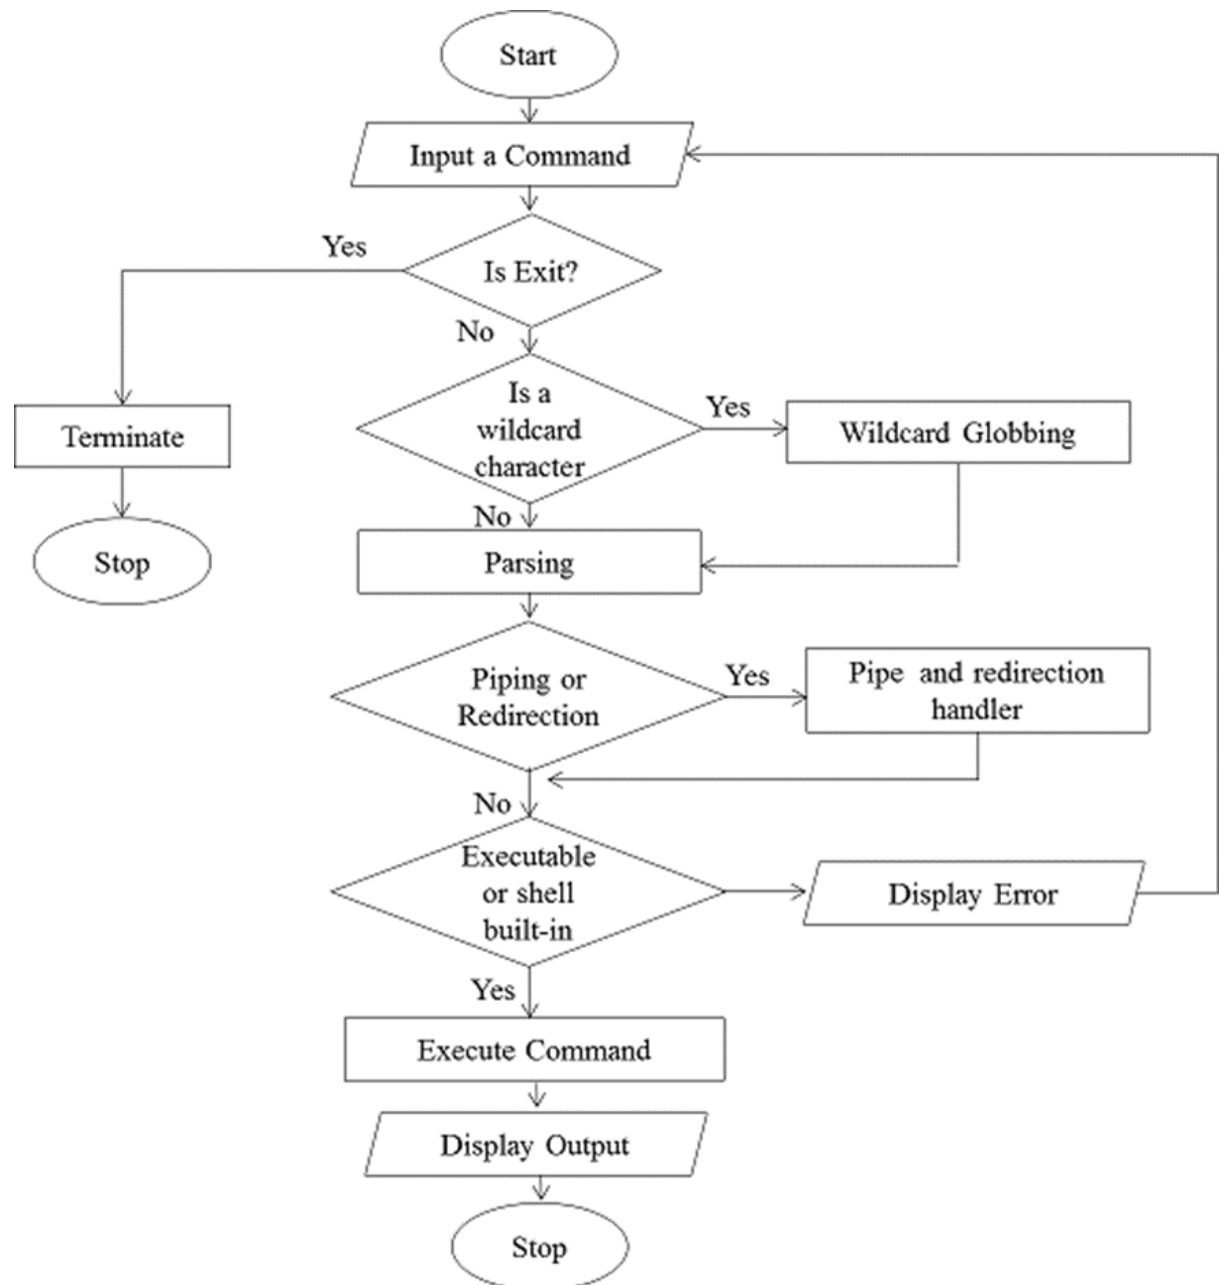 Start
Input a Command
Yes
Is Exit?
No
Is a
wildcard
character
Yes
Wildcard Globbing
Terminate
No
Stop
Parsing
Piping or
Redirection
Yes
Pipe and redirection
handler
No
Executable
or shell
built-in
Display Error
Yes
Execute Command
Display Output
Stop